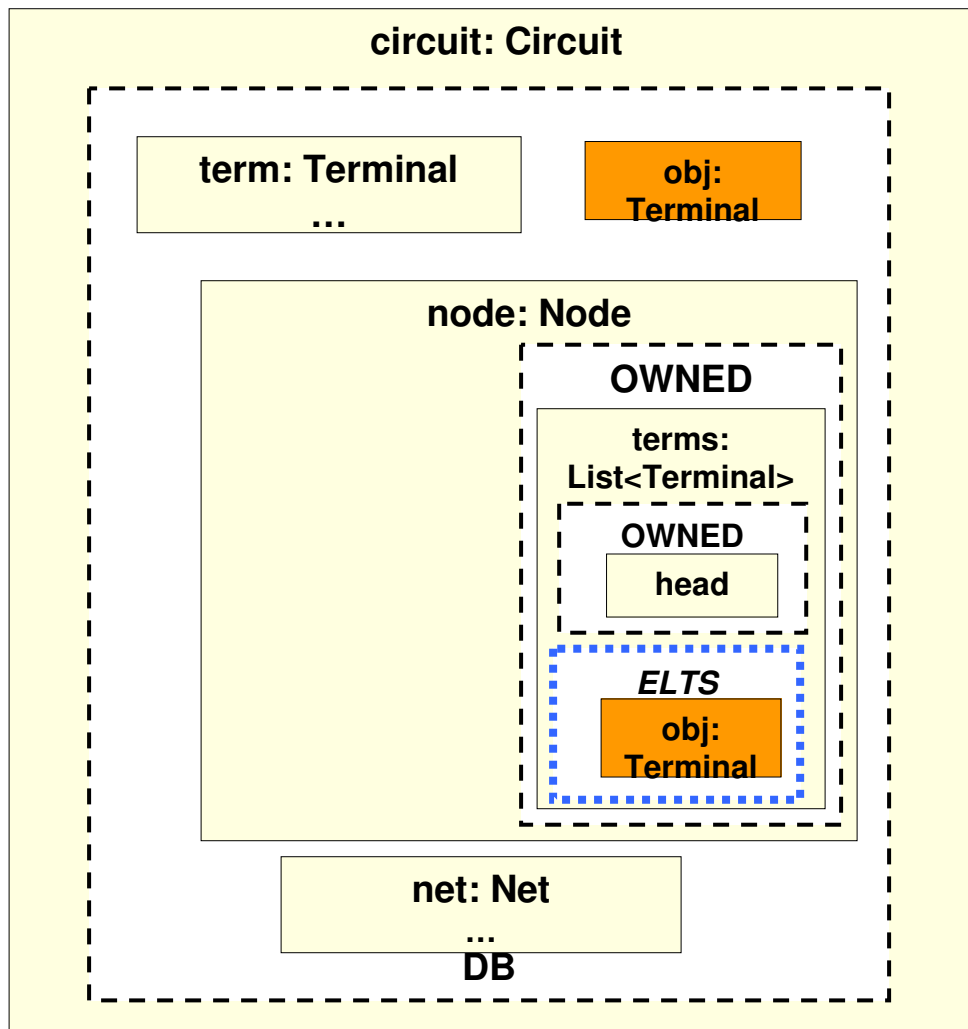 circuit: Circuit
term: Terminal
...
obj:
Terminal
node: Node
OWNED
terms:
List<Terminal>
OWNED
head
ELTS
obj:
Terminal
net: Net
...
DB